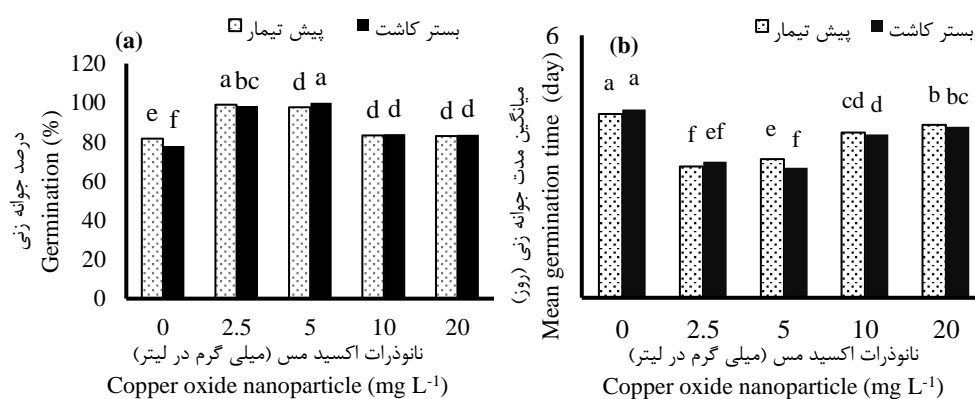 (a)
پیش تیمار
بستر کاشت
120
100
80
60
40
20
0
درصد جوانه زنی
Germination (%)
e f a bc d a d d d d
0 2.5 5 10 20
نانوذرات اکسید مس (میلی گرم در لیتر)
Copper oxide nanoparticle (mg L-1)
(b)
پیش تیمار
بستر کاشت
6
میانگین مدت جوانه زنی (روز)
Mean germination time (day)
a a f ef e f cd d b bc
0 2.5 5 10 20
نانوذرات اکسید مس (میلی گرم در لیتر)
Copper oxide nanoparticle (mg L-1)